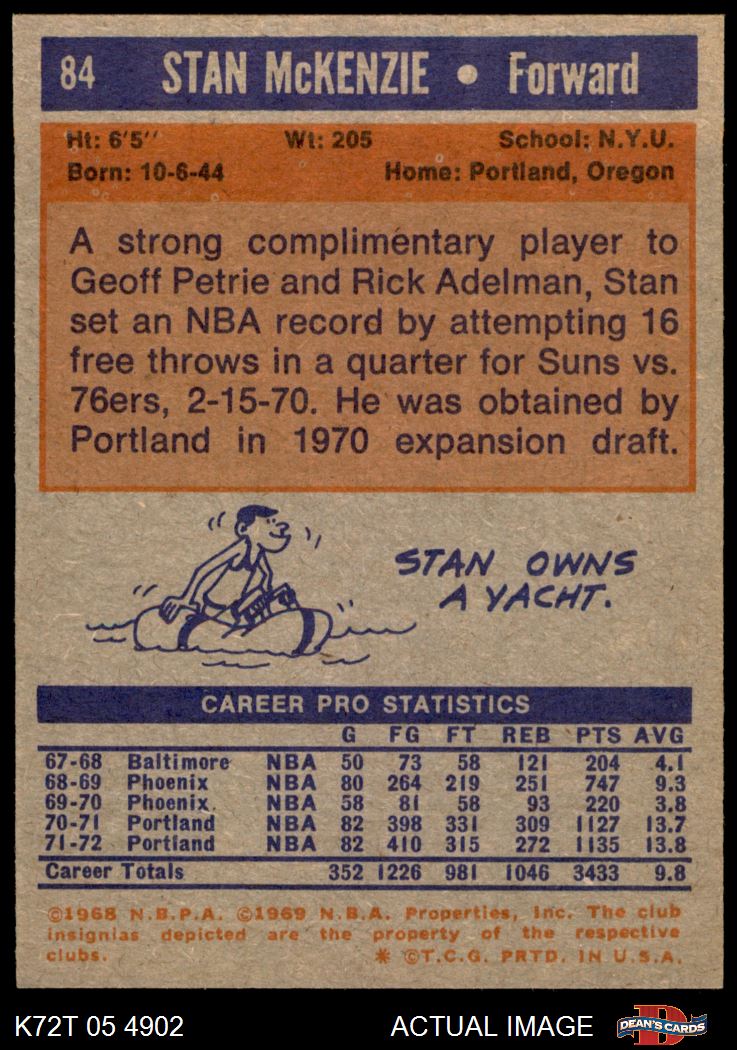 84 STAN McKENZIE • Forward
Ht: 6'5'' Wt: 205 School: N.Y.U.
Born: 10-6-44 Home: Portland, Oregon
A strong complimentary player to
Geoff Petrie and Rick Adelman, Stan
set an NBA record by attempting 16
free throws in a quarter for Suns vs.
76ers, 2-15-70. He was obtained by
Portland in 1970 expansion draft.
STAN OWNS
A YACHT.
CAREER PRO STATISTICS
G FG FT REB PTS AVG
67-68 Baltimore NBA 50 73 58 121 204 4.1
68-69 Phoenix NBA 80 264 219 251 747 9.3
69-70 Phoenix. NBA 58 81 58 93 220 3.8
70-71 Portland NBA 82 398 331 309 1127 13.7
71-72 Portland NBA 82 410 315 272 1135 13.8
Career Totals 352 1226 981 1046 3433 9.8
©1968 N.B.P.A. ©1969 N.B.A. Properties, Inc. The club
insignias depicted are the property of the respective
clubs. * ©T.C.G. PRTD. IN U.S.A.
K72T 05 4902 ACTUAL IMAGE D DEAN'S CARDS